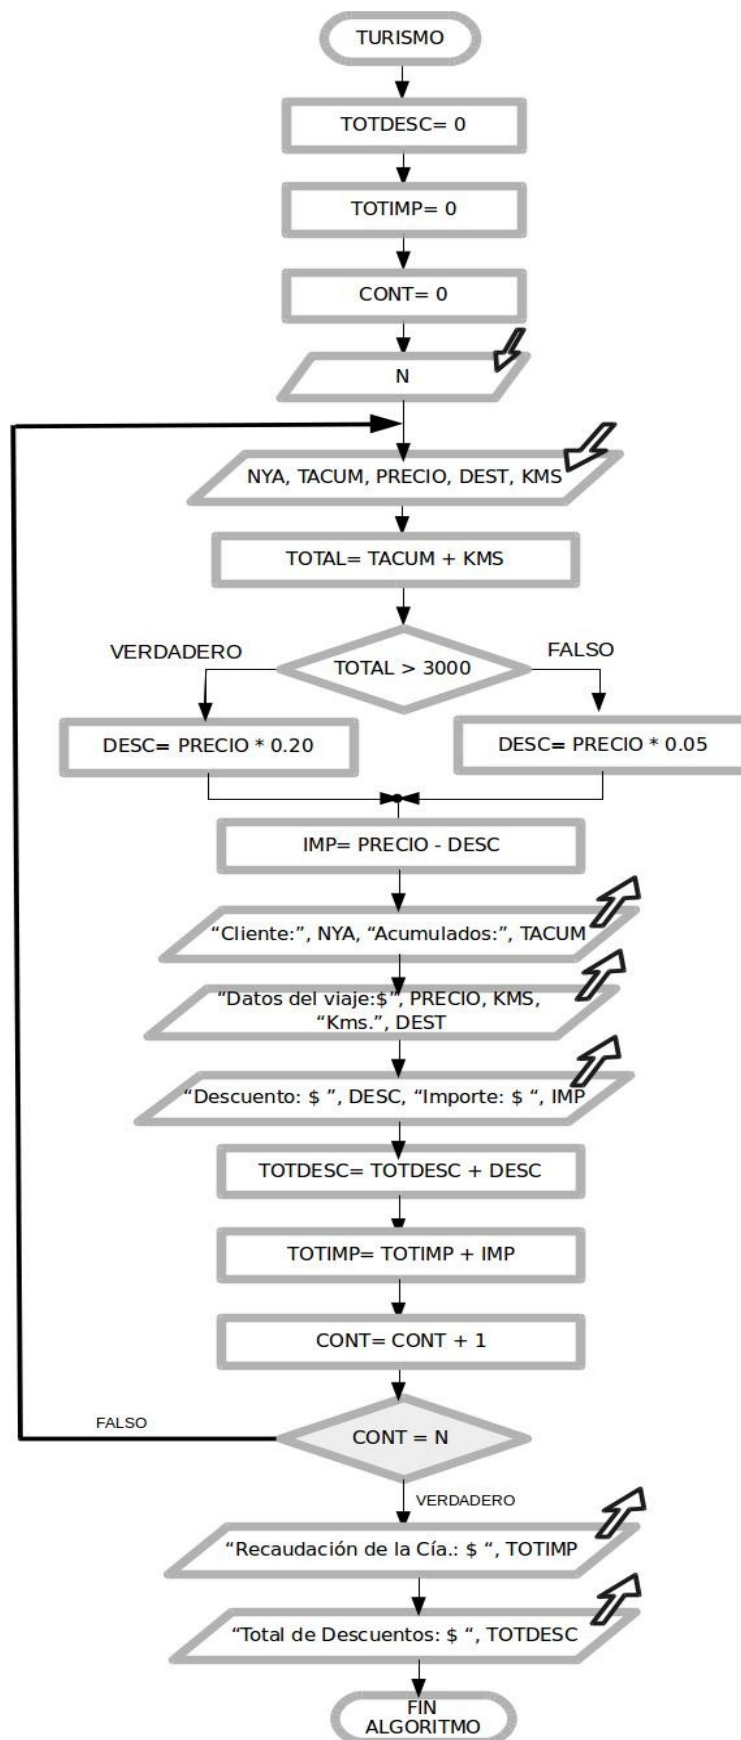 TURISMO
TOTDESC= 0
TOTIMP= 0
CONT= 0
N
NYA, TACUM, PRECIO, DEST, KMS
TOTAL= TACUM + KMS
VERDADERO
TOTAL > 3000
FALSO
DESC= PRECIO * 0.20
DESC= PRECIO * 0.05
IMP= PRECIO - DESC
“Cliente:”, NYA, “Acumulados:”, TACUM
“Datos del viaje:$”, PRECIO, KMS,
“Kms.”, DEST
“Descuento: $ ”, DESC, “Importe: $ “, IMP
TOTDESC= TOTDESC + DESC
TOTIMP= TOTIMP + IMP
CONT= CONT + 1
FALSO
CONT = N
VERDADERO
“Recaudación de la Cía.: $ “, TOTIMP
“Total de Descuentos: $ “, TOTDESC
FIN
ALGORITMO